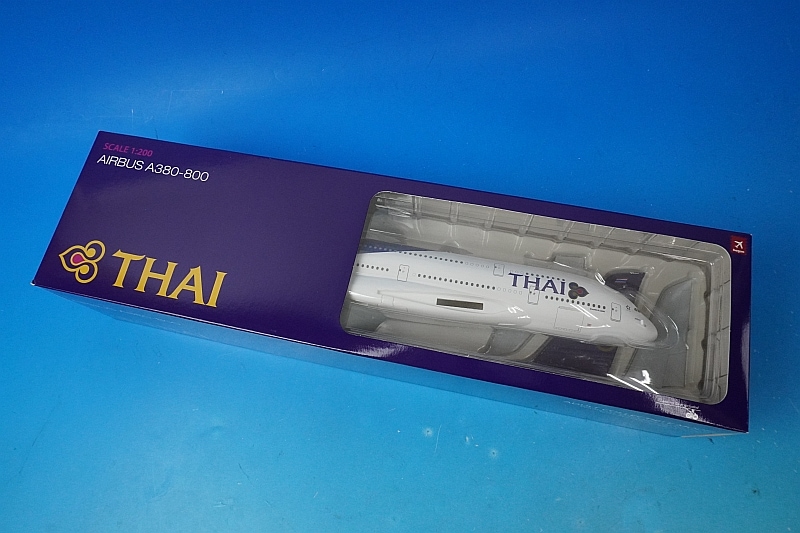 SCALE 1:200
AIRBUS A380-800
THAI
THAI